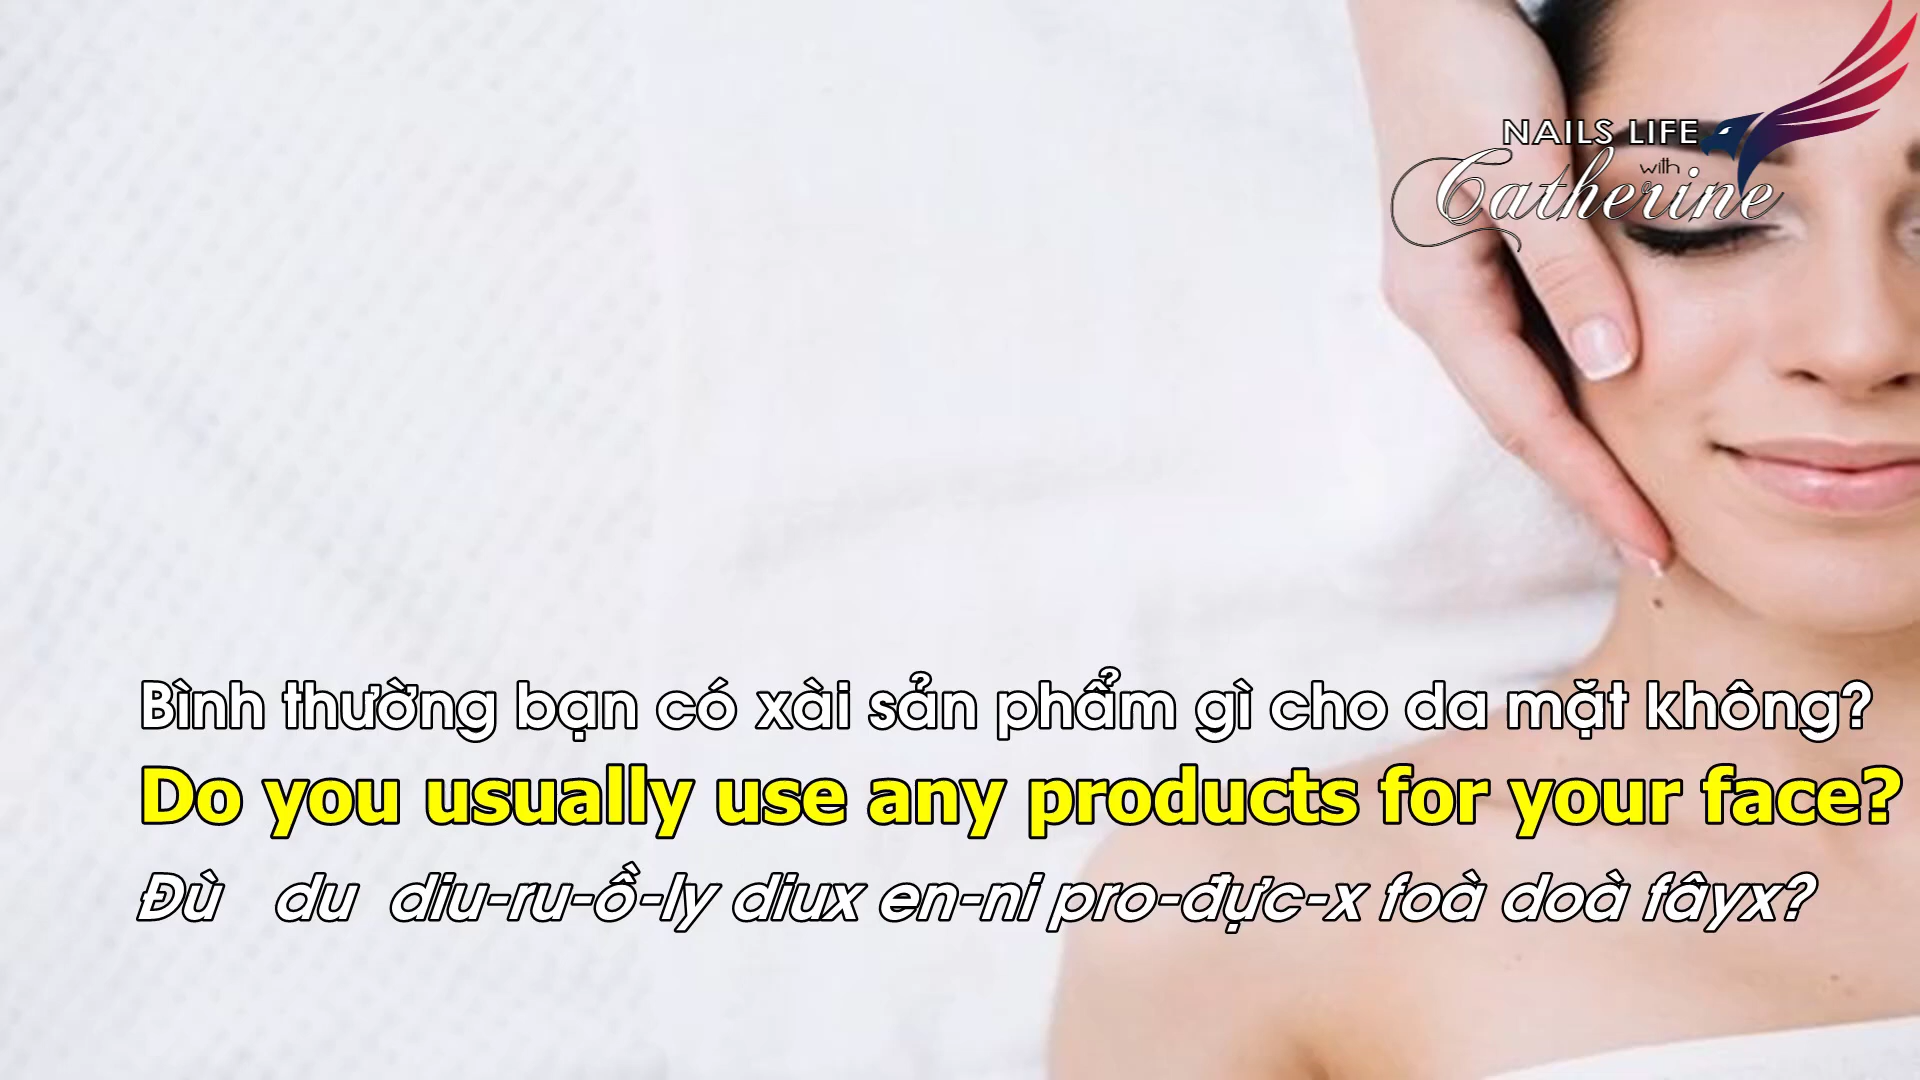 NAILS LIFE
with
Catherine
Bình thường bạn có xài sản phẩm gì cho da mặt không?
Do you usually use any products for your face?
Đù du diu-ru-ồ-ly diux en-ni pro-đực-x foà doà fâyx?